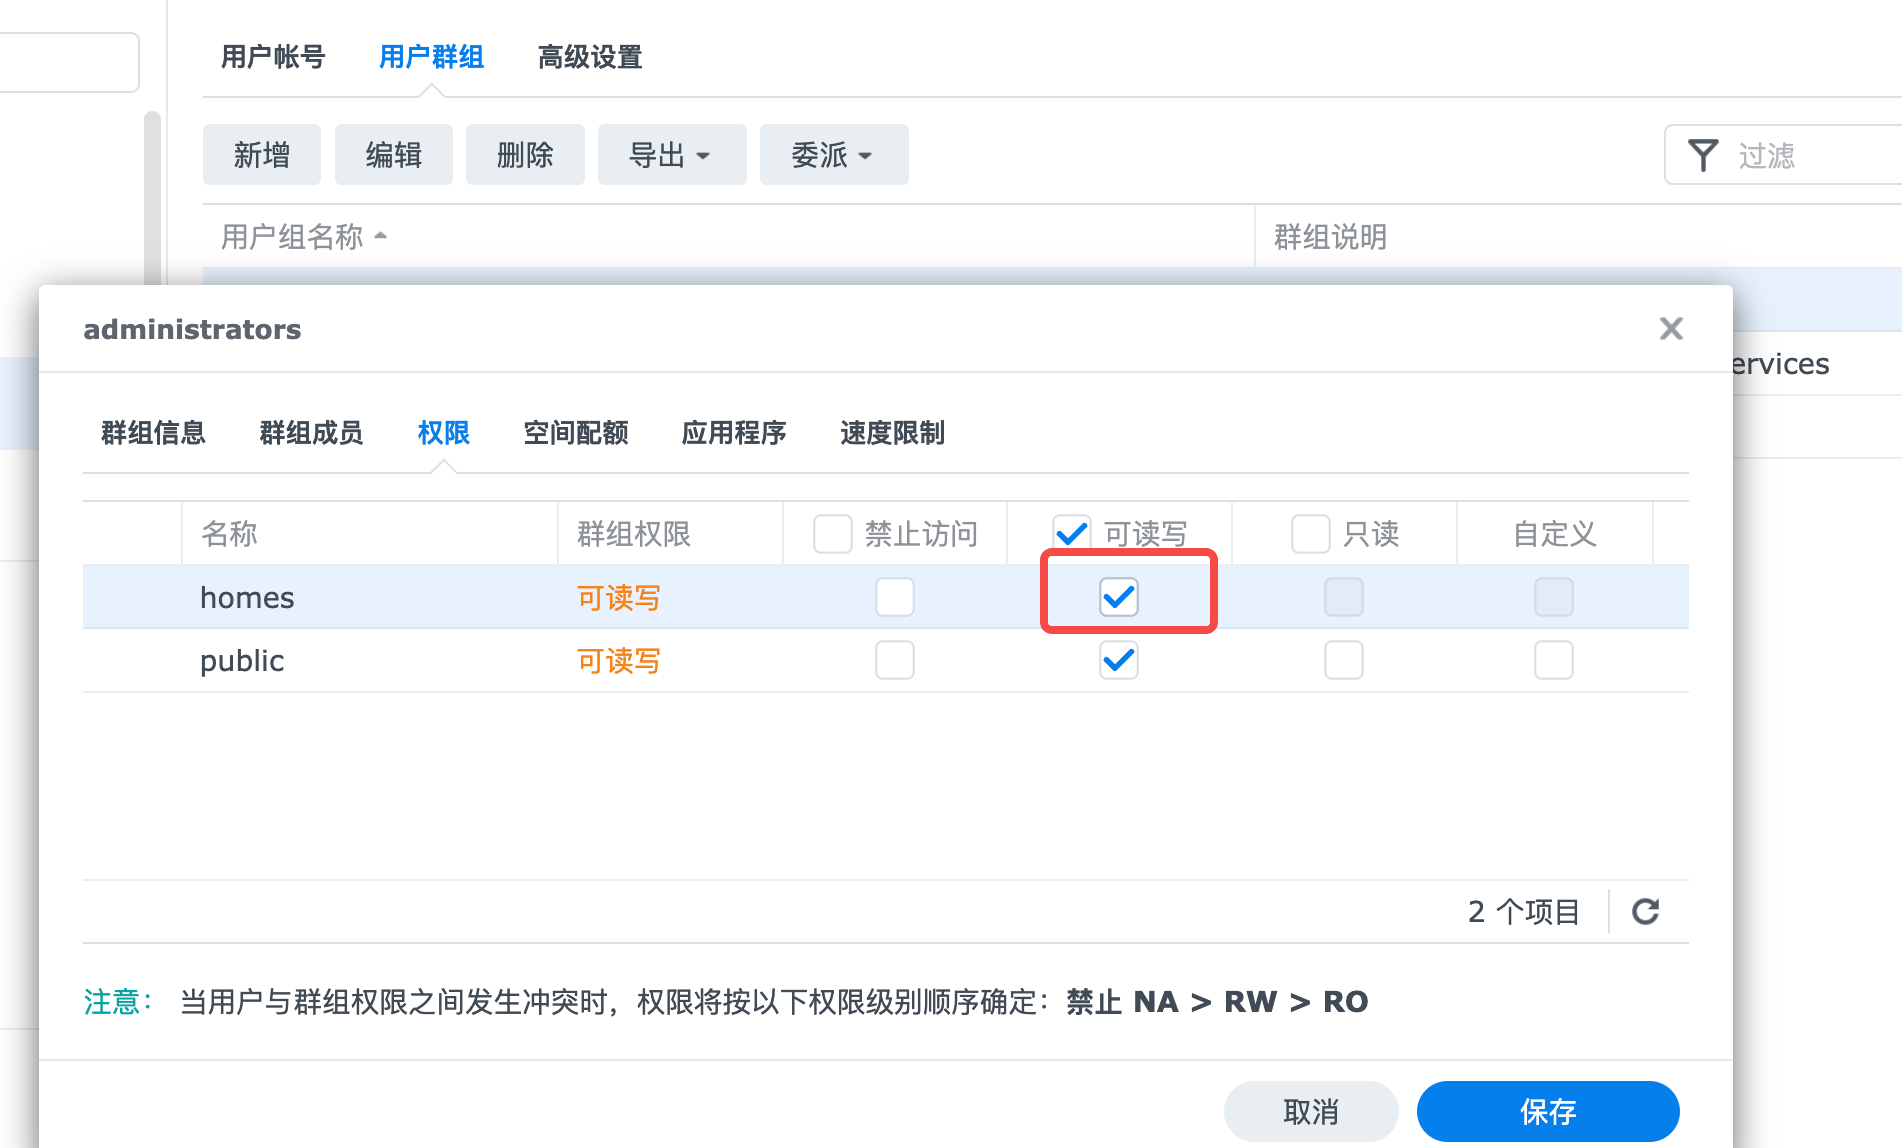 用户帐号 用户群组 高级设置
新增 编辑 删除 导出 委派 过滤
用户组名称 群组说明
administrators
ervices
群组信息 群组成员 权限 空间配额 应用程序 速度限制
名称 群组权限 禁止访问 可读写 只读 自定义
homes 可读写
public 可读写
2 个项目
注意： 当用户与群组权限之间发生冲突时，权限将按以下权限级别顺序确定：禁止 NA > RW > RO
取消 保存